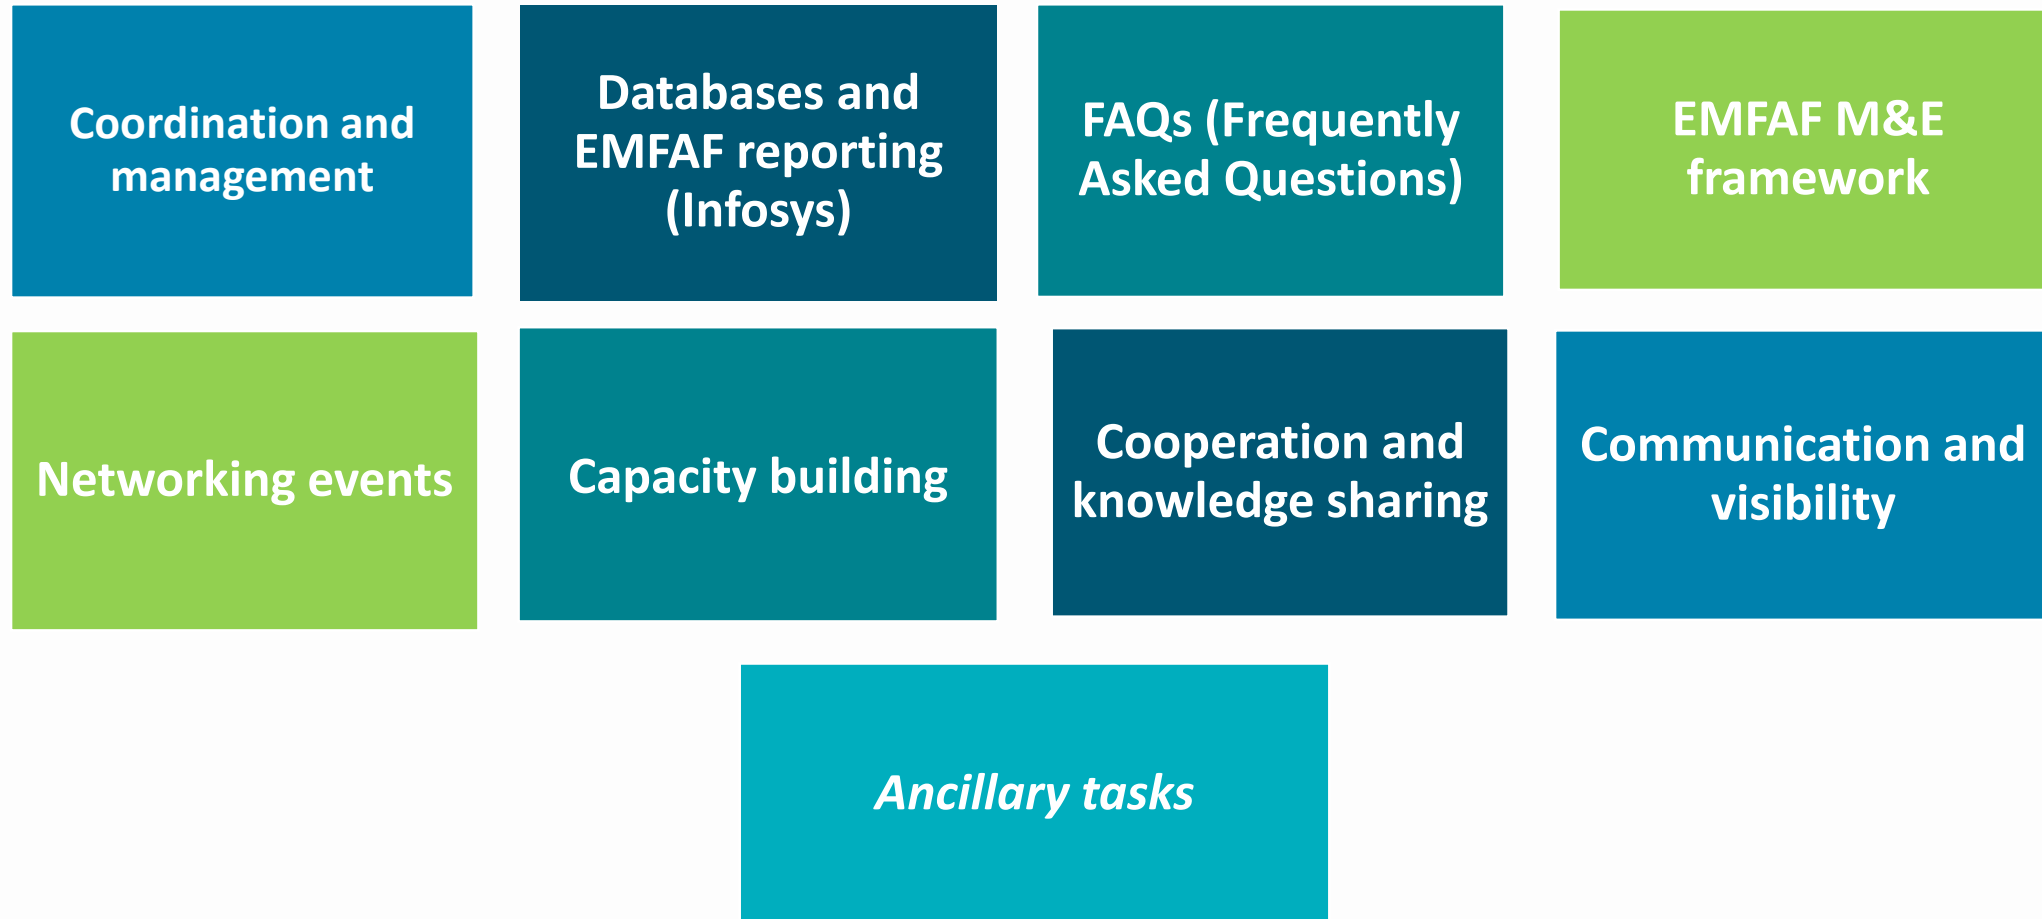 Coordination and
management
Databases and
EMFAF reporting
(Infosys)
FAQs (Frequently
Asked Questions)
EMFAF M&E
framework
Networking events
Capacity building
Cooperation and
knowledge sharing
Communication and
visibility
Ancillary tasks